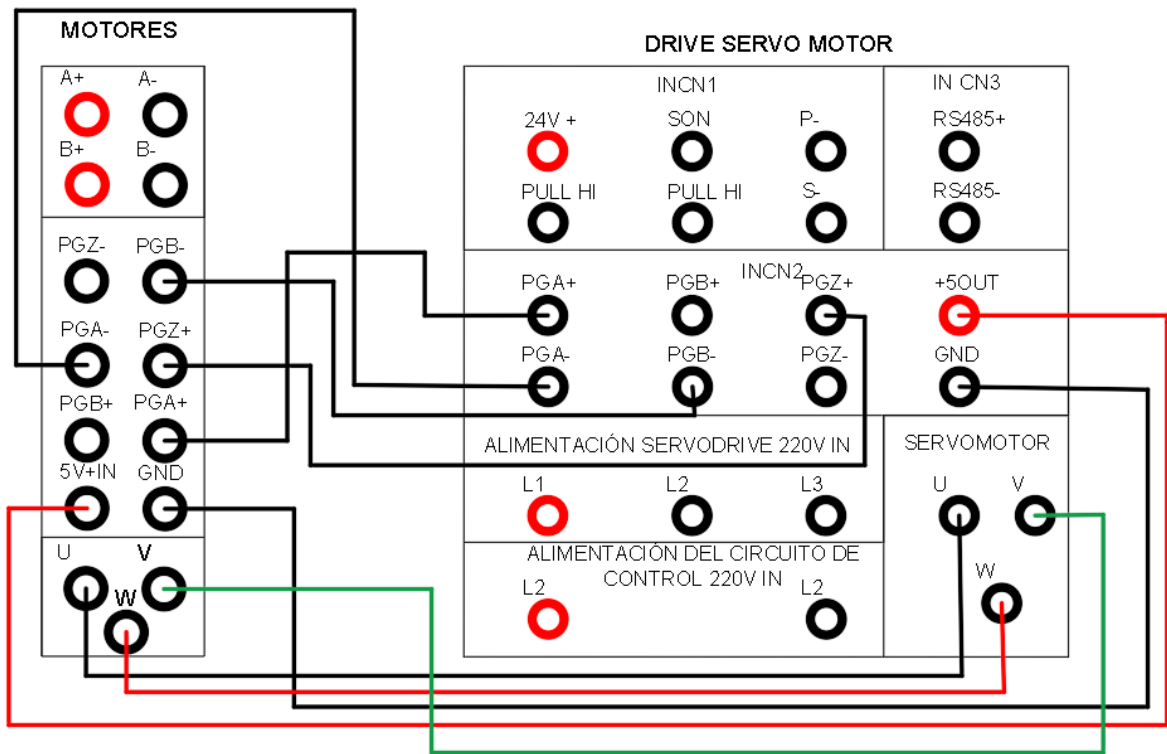 MOTORES
A+ A-
B+ B-
PGZ- PGB-
PGA- PGZ+
PGB+ PGA+
5V+IN GND
U V
W
DRIVE SERVO MOTOR
INCN1
24V + SON P-
PULL HI PULL HI S-
IN CN3
RS485+
RS485-
INCN2
PGA+ PGB+ PGZ+ +5OUT
PGA- PGB- PGZ- GND
ALIMENTACIÓN SERVODRIVE 220V IN
L1 L2 L3
ALIMENTACIÓN DEL CIRCUITO DE
CONTROL 220V IN
L2 L2
SERVOMOTOR
U V
W